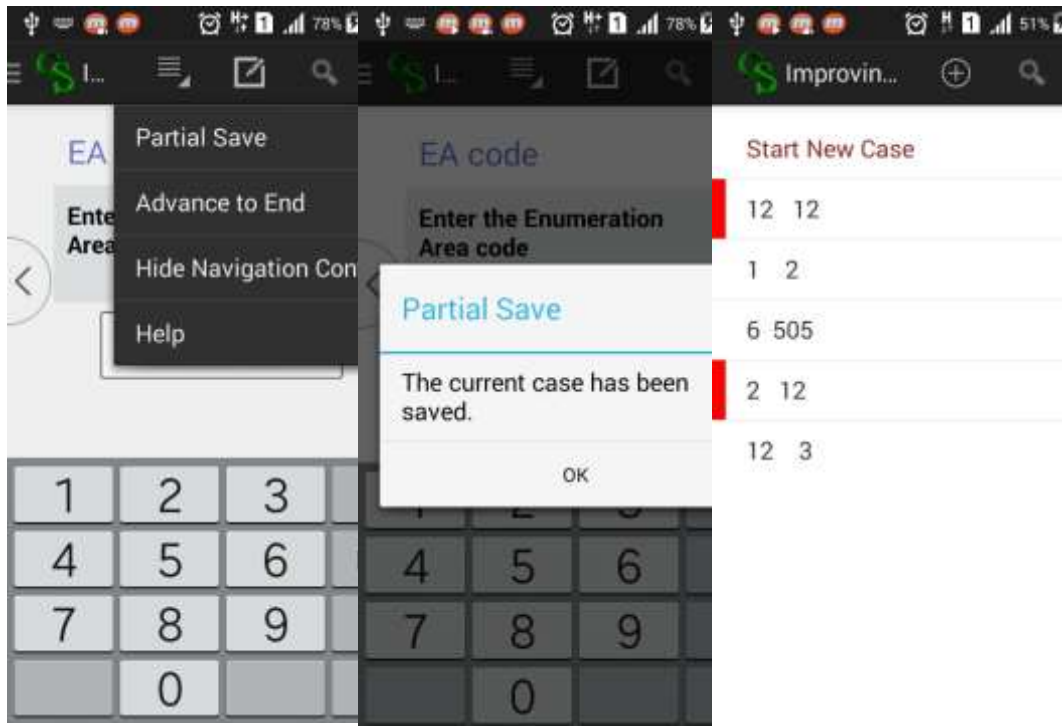 78%
I...
EA
Partial Save
Ente
Advance to End
Area
Hide Navigation Con
Help
1 2 3
4 5 6
7 8 9
0
H+ 1 78%
EA code
Enter the Enumeration
Area code
Partial Save
The current case has been
saved.
OK
4 5 6
7 8 9
0
H 1 51%
Improvin...
Start New Case
12 12
1 2
6 505
2 12
12 3